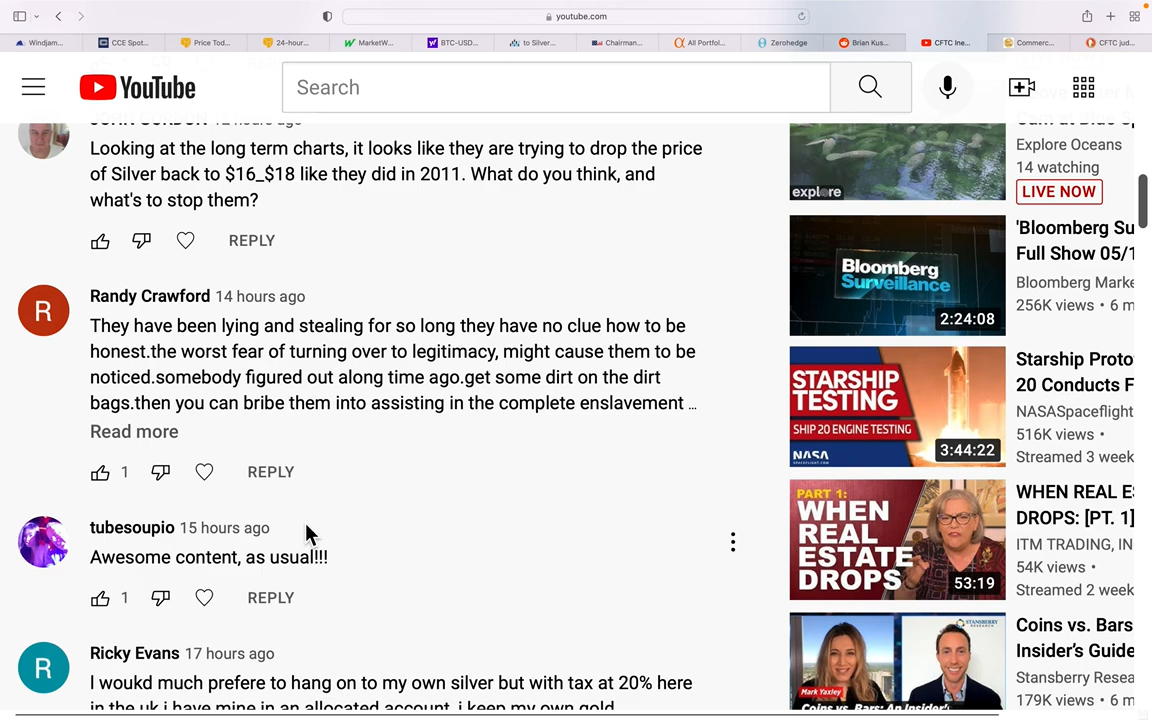 youtube.com
Windjam...
CCE Spot...
Price Tod...
24-hour...
MarketW...
BTC-USD...
to Silver...
Chairman...
All Portfol...
Zerohedge
Brian Kus...
CFTC Ine...
Commerc...
CFTC jud...
YouTube
Search
12 hours ago
Looking at the long term charts, it looks like they are trying to drop the price
of Silver back to $16_$18 like they did in 2011. What do you think, and
what's to stop them?
REPLY
R
Randy Crawford 14 hours ago
They have been lying and stealing for so long they have no clue how to be
honest.the worst fear of turning over to legitimacy, might cause them to be
noticed.somebody figured out along time ago.get some dirt on the dirt
bags.then you can bribe them into assisting in the complete enslavement ...
Read more
1
REPLY
tubesoupio 15 hours ago
Awesome content, as usual!!!
1
REPLY
R
Ricky Evans 17 hours ago
I woukd much prefere to hang on to my own silver but with tax at 20% here
in the uk i have mine in an allocated account. i keep my own gold
explore
Explore Oceans
14 watching
LIVE NOW
Bloomberg
Surveillance
2:24:08
'Bloomberg Su
Full Show 05/1
Bloomberg Marke
256K views • 6 m
STARSHIP
TESTING
SHIP 20 ENGINE TESTING
NASA
SPACEFLIGHT.COM
3:44:22
Starship Proto
20 Conducts F
NASASpaceflight
516K views •
Streamed 3 week
PART 1:
WHEN
REAL
ESTATE
DROPS
53:19
WHEN REAL E
DROPS: [PT. 1]
ITM TRADING, IN
54K views •
Streamed 2 week
STANSBERRY
RESEARCH
Mark Yaxley
Coins vs. Bars: An Insider's
Coins vs. Bars
Insider's Guide
Stansberry Resea
179K views • 6 m